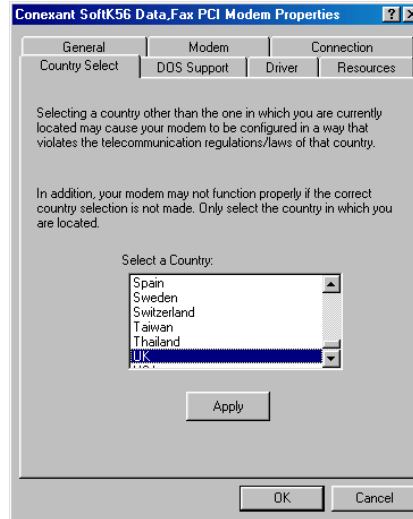 Conexant SoftK56 Data,Fax PCI Modem Properties
General Modem Connection
Country Select DOS Support Driver Resources
Selecting a country other than the one in which you are currently
located may cause your modem to be configured in a way that
violates the telecommunication regulations/laws of that country.
In addition, your modem may not function properly if the correct
country selection is not made. Only select the country in which you
are located.
Select a Country:
Spain
Sweden
Switzerland
Taiwan
Thailand
UK
Apply
OK Cancel